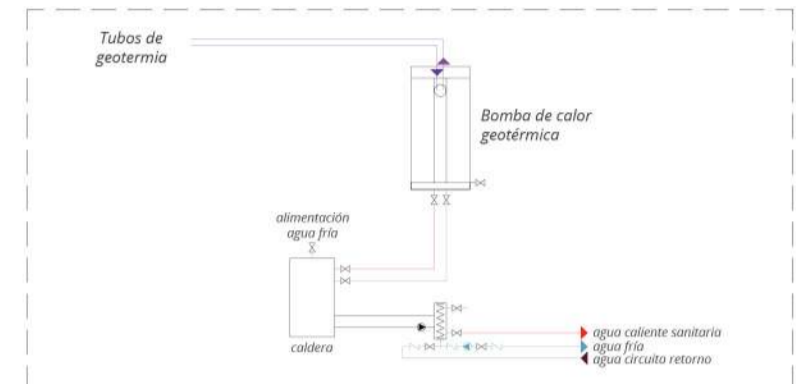 Tubos de
geotermia
Bomba de calor
geotérmica
alimentación
agua fría
caldera
agua caliente sanitaria
agua fría
agua circuito retorno